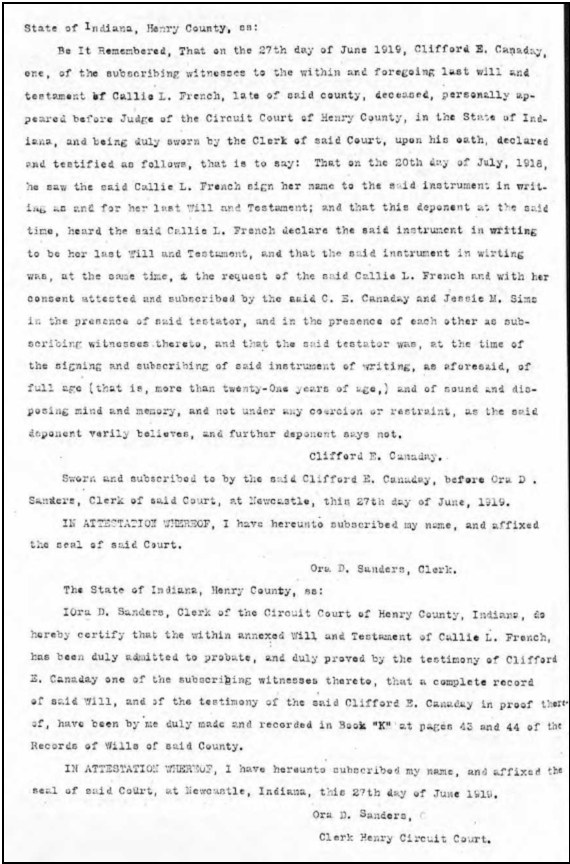 State of Indiana, Henry County, ss:
Be It Remembered, That on the 27th day of June 1919, Clifford E. Canaday,
one, of the subscribing witnesses to the within and foregoing last will and
testament of Callie L. French, late of said county, deceased, personally ap-
peared before Judge of the Circuit Court of Henry County, in the State of Ind-
iana, and being duly sworn by the Clerk of said Court, upon his oath, declared
and testified as follows, that is to say: That on the 20th day of July, 1918,
he saw the said Callie L. French sign her name to the said instrument in writ-
ing as and for her last Will and Testament; and that this deponent at the said
time, heard the said Callie L. French declare the said instrument in writing
to be her last Will and Testament, and that the said instrument in wirting
was, at the same time, & the request of the said Callie L. French and with her
consent attested and subscribed by the said C. E. Canaday and Jessie M. Sims
in the presence of said testator, and in the presence of each other as sub-
scribing witnesses thereto, and that the said testator was, at the time of
the signing and subscribing of said instrument of writing, as aforesaid, of
full age (that is, more than twenty-One years of age,) and of sound and dis-
posing mind and memory, and not under any coercion or restraint, as the said
deponent verily believes, and further deponent says not.
Clifford E. Canaday.
Sworn and subscribed to by the said Clifford E. Canaday, before Ora D.
Sanders, Clerk of said Court, at Newcastle, this 27th day of June, 1919.
IN ATTESTATION WHEREOF, I have hereunto subscribed my name, and affixed
the seal of said Court.
Ora D. Sanders, Clerk.
The State of Indiana, Henry County, ss:
IOra D. Sanders, Clerk of the Circuit Court of Henry County, Indiana, do
hereby certify that the within annexed Will and Testament of Callie L. French,
has been duly admitted to probate, and duly proved by the testimony of Clifford
E. Canaday one of the subscribing witnesses thereto, that a complete record
of said Will, and of the testimony of the said Clifford E. Canaday in proof there-
of, have been by me duly made and recorded in Book "K" at pages 43 and 44 of the
Records of Wills of said County.
IN ATTESTATION WHEREOF, I have hereunto subscribed my name, and affixed the
seal of said Court, at Newcastle, Indiana, this 27th day of June 1919.
Ora D. Sanders,
Clerk Henry Circuit Court.